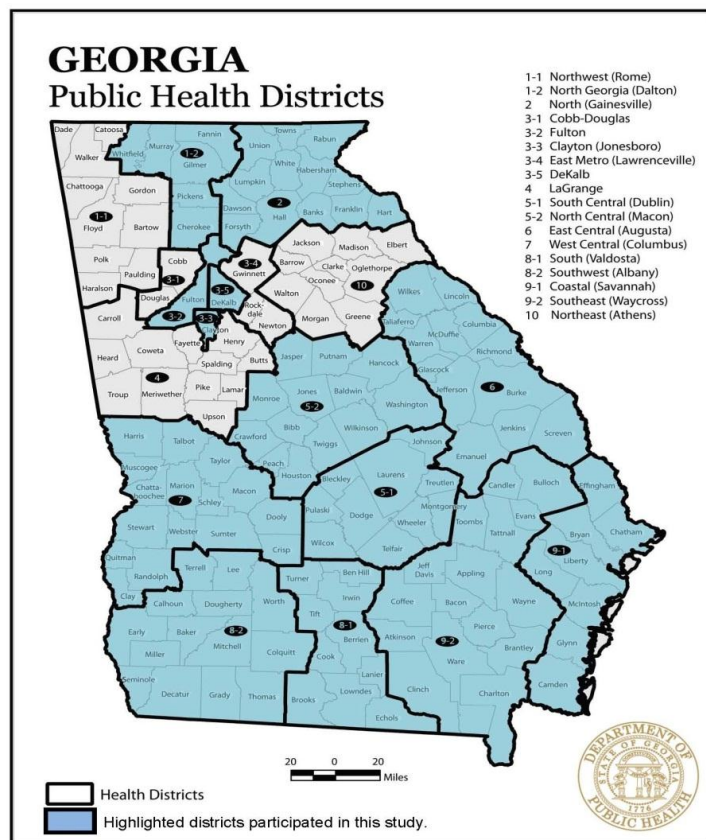 GEORGIA
Public Health Districts
1-1 Northwest (Rome)
1-2 North Georgia (Dalton)
2 North (Gainesville)
3-1 Cobb-Douglas
3-2 Fulton
3-3 Clayton (Jonesboro)
3-4 East Metro (Lawrenceville)
3-5 DeKalb
4 LaGrange
5-1 South Central (Dublin)
5-2 North Central (Macon)
6 East Central (Augusta)
7 West Central (Columbus)
8-1 South (Valdosta)
8-2 Southwest (Albany)
9-1 Coastal (Savannah)
9-2 Southeast (Waycross)
10 Northeast (Athens)
Dade
Catoosa
Walker
Whitfield
Murray
Fannin
Gilmer
1-2
Towns
Rabun
Union
White
Habersham
Lumpkin
Stephens
Chattooga
Gordon
Pickens
Dawson
2
Hall
Banks
Franklin
Hart
1-1
Floyd
Bartow
Cherokee
Forsyth
Polk
Paulding
Haralson
Cobb
3-1
Douglas
3-4
Gwinnett
Jackson
Madison
Elbert
Barrow
Clarke
Oglethorpe
Oconee
10
Walton
Morgan
Greene
Fulton
3-5
DeKalb
3-2
3-3
Clayton
Rock-
dale
Newton
Carroll
Fayette
Henry
Coweta
Heard
Spalding
Butts
4
Troup
Meriwether
Pike
Lamar
Upson
Wilkes
Lincoln
Taliaferro
Columbia
McDuffie
Warren
Richmond
Glascock
Jefferson
6
Burke
Jenkins
Screven
Emanuel
Jasper
Putnam
Hancock
Monroe
Jones
Baldwin
5-2
Washington
Bibb
Wilkinson
Crawford
Twiggs
Peach
Houston
Johnson
Bleckley
Laurens
Treutlen
5-1
Montgomery
Pulaski
Dodge
Wheeler
Wilcox
Telfair
Harris
Talbot
Taylor
Muscogee
Chatta-
hoochee
Marion
7
Schley
Macon
Dooly
Stewart
Webster
Sumter
Crisp
Quitman
Randolph
Clay
Terrell
Lee
Calhoun
Dougherty
Worth
Early
Baker
8-2
Mitchell
Colquitt
Miller
Seminole
Decatur
Grady
Thomas
Turner
Ben Hill
Irwin
Tift
8-1
Berrien
Cook
Lanier
Brooks
Lowndes
Echols
Candler
Bulloch
Effingham
Toombs
Evans
Tattnall
Bryan
Chatham
9-1
Liberty
Long
McIntosh
Jeff
Davis
Appling
Coffee
Bacon
Wayne
Pierce
Atkinson
9-2
Ware
Brantley
Glynn
Clinch
Charlton
Camden
20 0 20
Miles
Health Districts
Highlighted districts participated in this study.
DEPARTMENT OF
STATE OF GEORGIA
1776
PUBLIC HEALTH